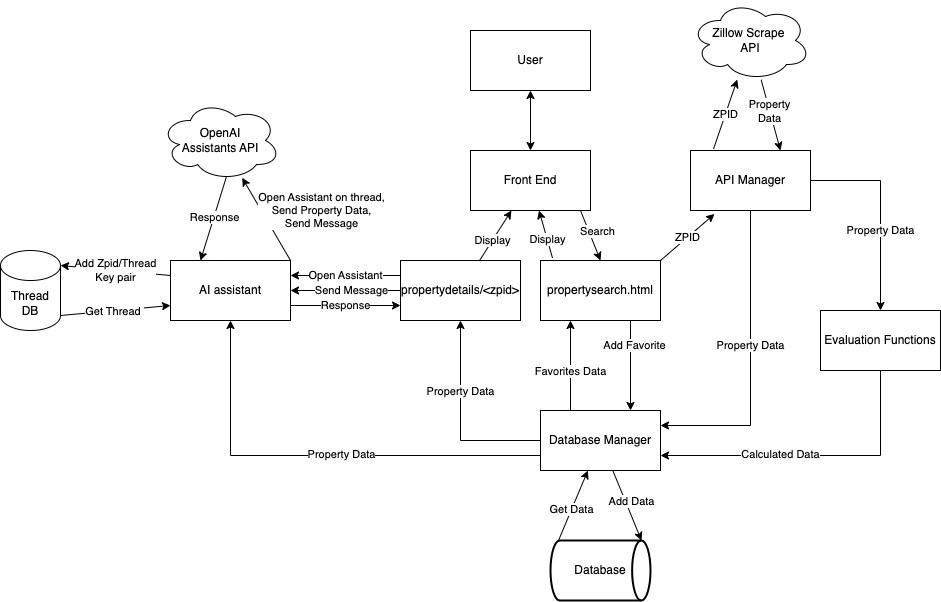 Zillow Scrape
API
User
ZPID
Property
Data
OpenAI
Assistants API
Front End
API Manager
Open Assistant on thread,
Send Property Data,
Send Message
Response
Search
Display
Display
ZPID
Property Data
Add Zpid/Thread
Key pair
Open Assistant
Thread
DB
AI assistant
Send Message
propertydetails/<zpid>
propertysearch.html
Get Thread
Response
Evaluation Functions
Add Favorite
Property Data
Favorites Data
Property Data
Database Manager
Property Data
Calculated Data
Get Data
Add Data
Database